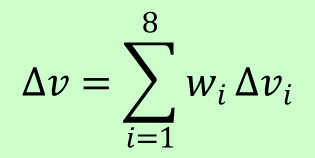 Δv = ∑_{i=1}^{8} w_i Δv_i